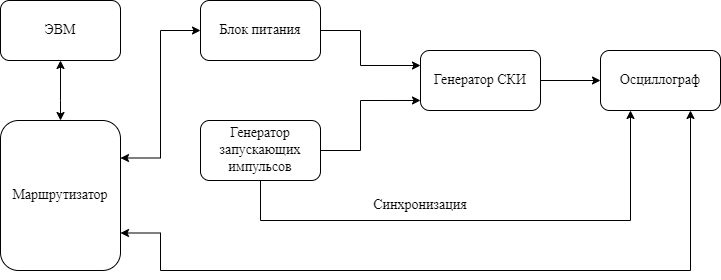 ЭВМ
Блок питания
Генератор СКИ
Осциллограф
Генератор
запускающих
импульсов
Маршрутизатор
Синхронизация